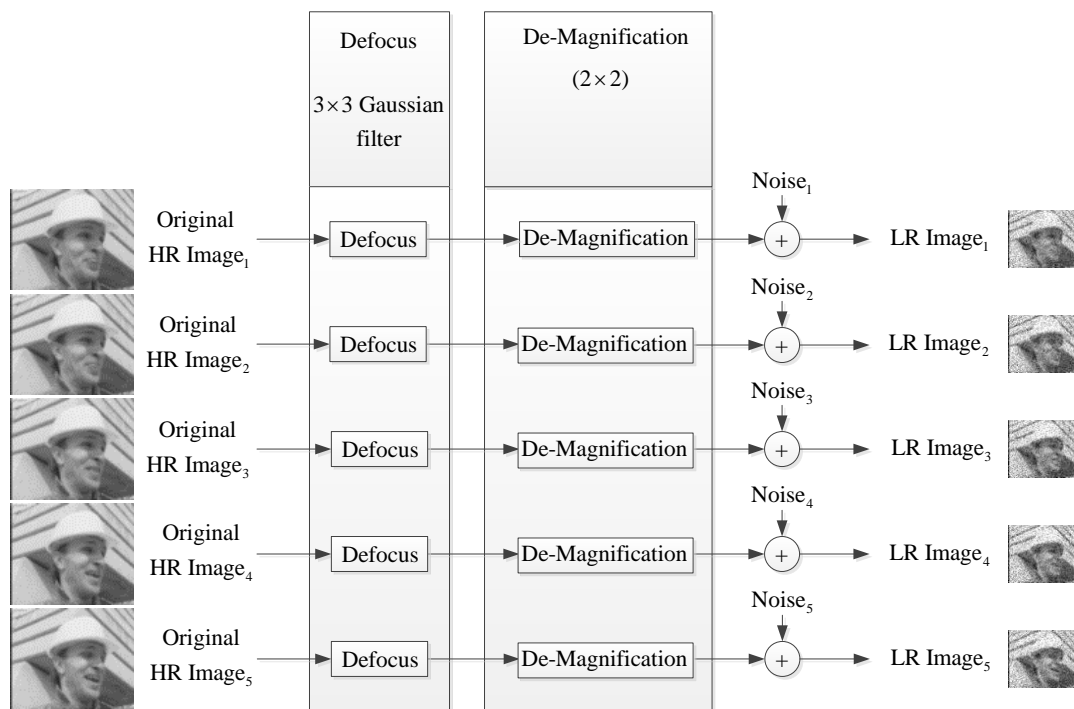 Defocus
3×3 Gaussian
filter
De-Magnification
(2×2)
Noise₁
Original
HR Image₁
Defocus
De-Magnification
+
LR Image₁
Noise₂
Original
HR Image₂
Defocus
De-Magnification
+
LR Image₂
Noise₃
Original
HR Image₃
Defocus
De-Magnification
+
LR Image₃
Noise₄
Original
HR Image₄
Defocus
De-Magnification
+
LR Image₄
Noise₅
Original
HR Image₅
Defocus
De-Magnification
+
LR Image₅